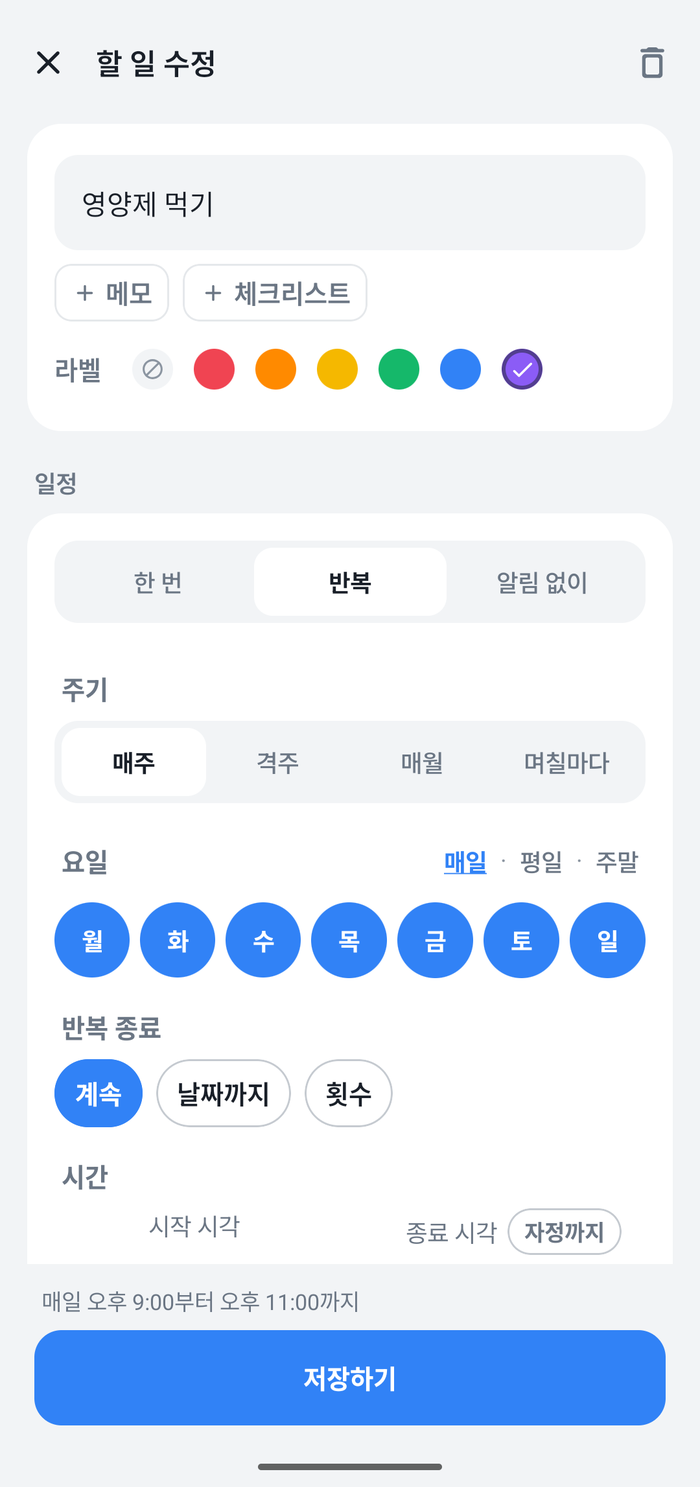 할 일 수정
영양제 먹기
+ 메모 + 체크리스트
라벨
일정
한 번 반복 알림 없이
주기
매주 격주 매월 며칠마다
요일 매일 · 평일 · 주말
월 화 수 목 금 토 일
반복 종료
계속 날짜까지 횟수
시간
시작 시각 종료 시각 자정까지
매일 오후 9:00부터 오후 11:00까지
저장하기